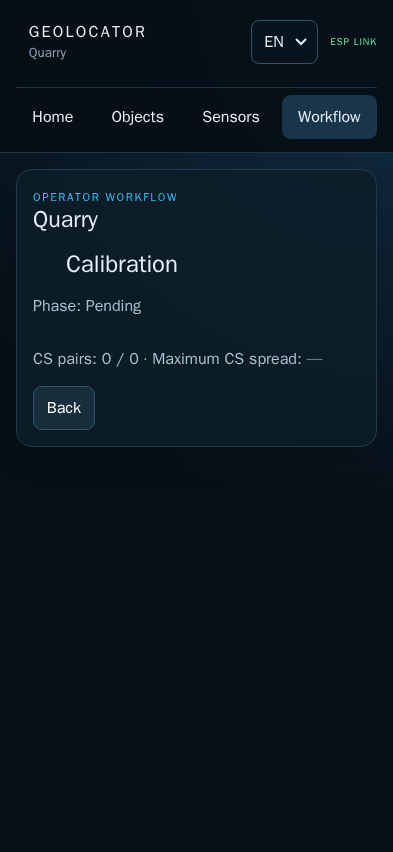 GEOLOCATOR
Quarry
EN
ESP LINK
Home Objects Sensors Workflow
OPERATOR WORKFLOW
Quarry
Calibration
Phase: Pending
CS pairs: 0 / 0 · Maximum CS spread: —
Back